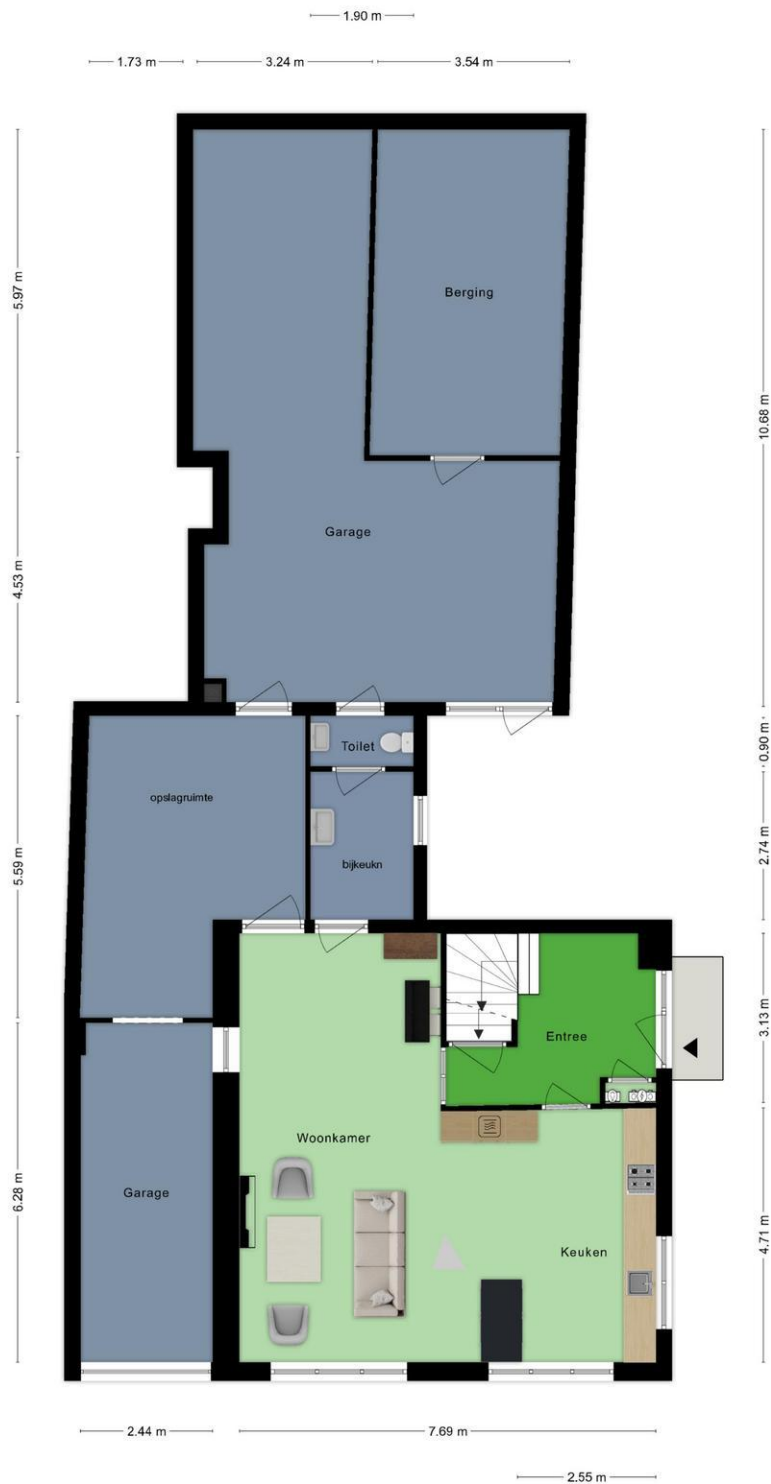 1.90 m
1.73 m
3.24 m
3.54 m
5.97 m
10.68 m
Berging
Garage
4.53 m
Toilet
0.90 m
opslagruimte
5.59 m
bijkeukn
2.74 m
3.13 m
Entree
Woonkamer
Garage
6.28 m
Keuken
4.71 m
2.44 m
7.69 m
2.55 m